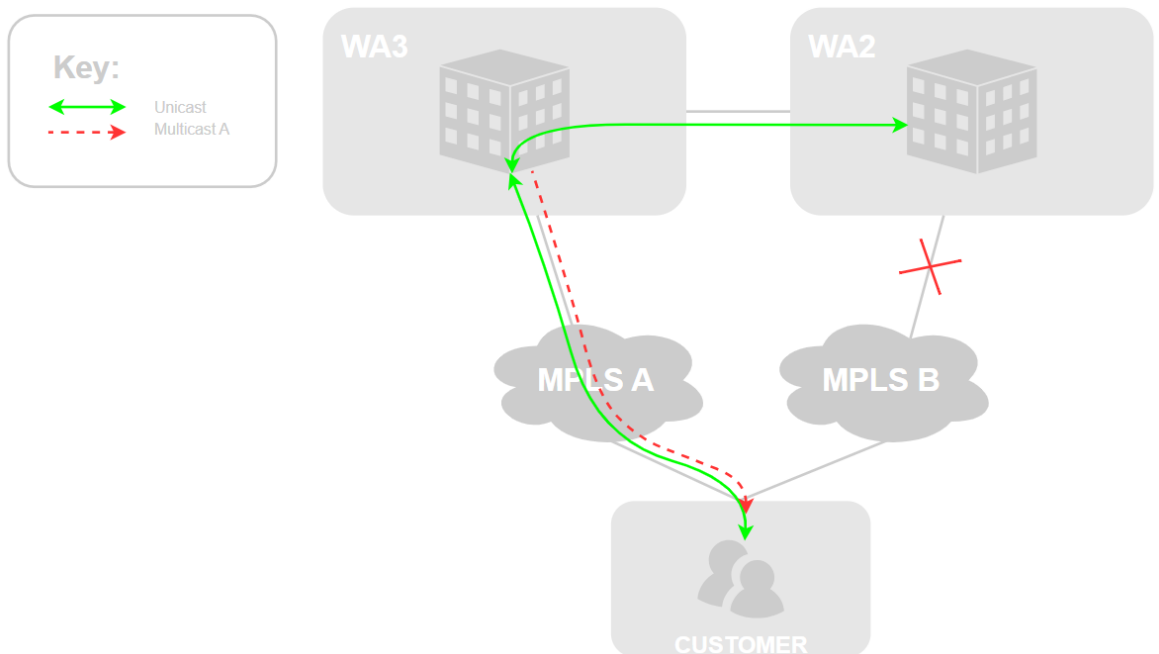 WA3
WA2
Key:
Unicast
Multicast A
MPLS A
MPLS B
CUSTOMER